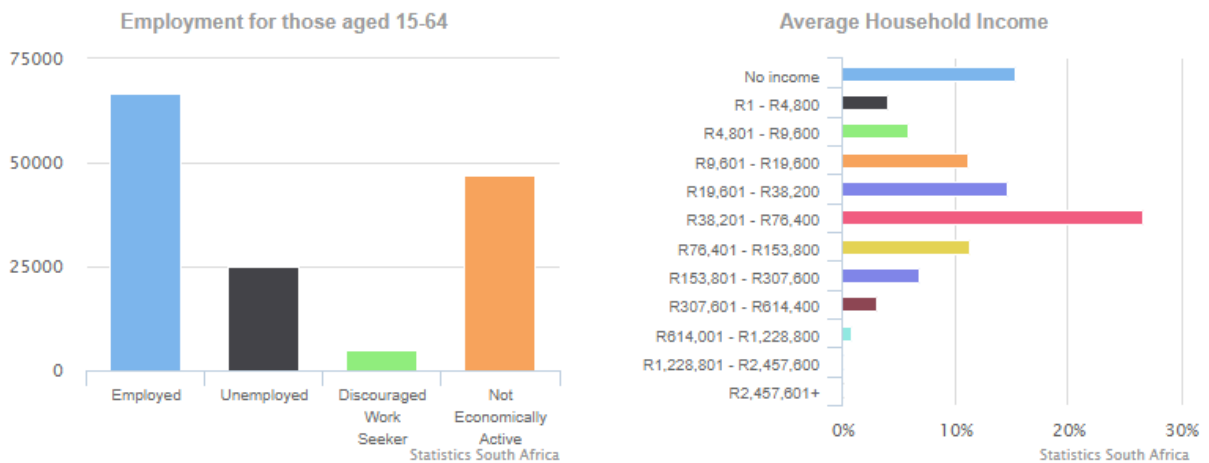 Employment for those aged 15-64
75000
50000
25000
0
Employed
Unemployed
Discouraged
Work
Seeker
Not
Economically
Active
Statistics South Africa
Average Household Income
No income
R1 - R4,800
R4,801 - R9,600
R9,601 - R19,600
R19,601 - R38,200
R38,201 - R76,400
R76,401 - R153,800
R153,801 - R307,600
R307,601 - R614,400
R614,001 - R1,228,800
R1,228,801 - R2,457,600
R2,457,601+
0%
10%
20%
30%
Statistics South Africa